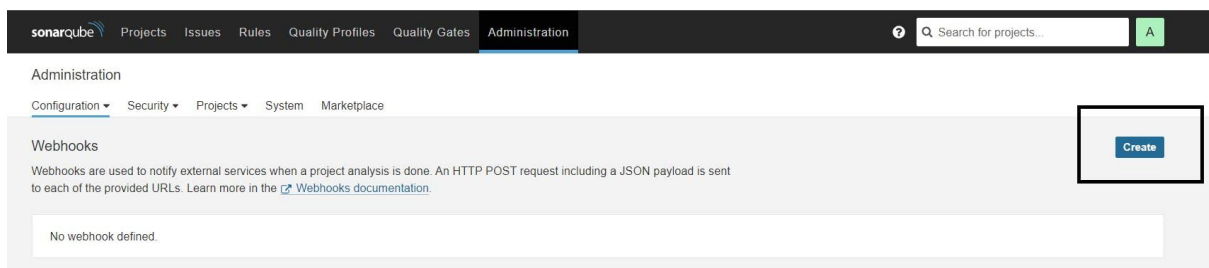 sonarqube Projects Issues Rules Quality Profiles Quality Gates Administration Search for projects... A
Administration
Configuration Security Projects System Marketplace
Webhooks
Create
Webhooks are used to notify external services when a project analysis is done. An HTTP POST request including a JSON payload is sent
to each of the provided URLs. Learn more in the Webhooks documentation.
No webhook defined.